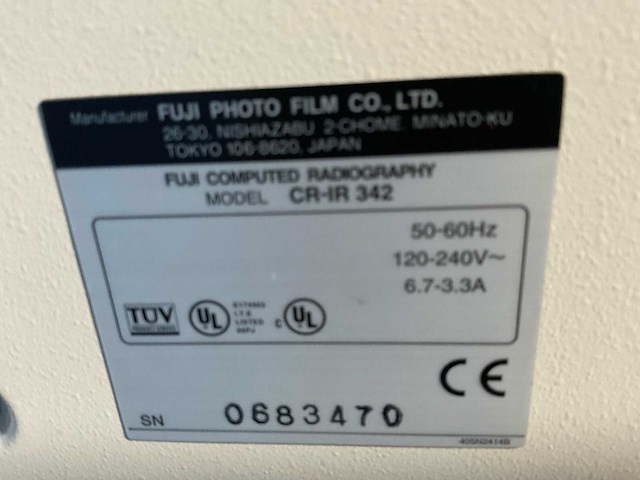 Manufacturer FUJI PHOTO FILM CO., LTD.
26-30, NISHIAZABU 2-CHOME, MINATO-KU
TOKYO 106-8620, JAPAN
FUJI COMPUTED RADIOGRAPHY
MODEL CR-IR 342
50-60Hz
120-240V~
6.7-3.3A
TÜV
UL
I.T.E
LISTED
C UL
CE
SN 0683470
405N2414B